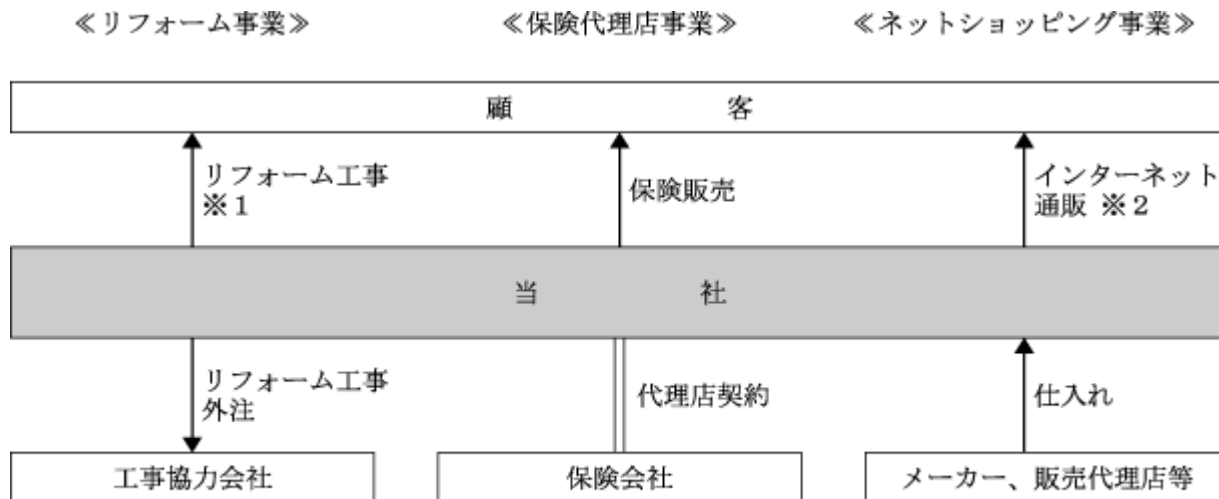 ≪リフォーム事業≫ ≪保険代理店事業≫ ≪ネットショッピング事業≫
顧 客
リフォーム工事
※1
保険販売
インターネット
通販 ※2
当 社
リフォーム工事
外注
代理店契約
仕入れ
工事協力会社
保険会社
メーカー、販売代理店等